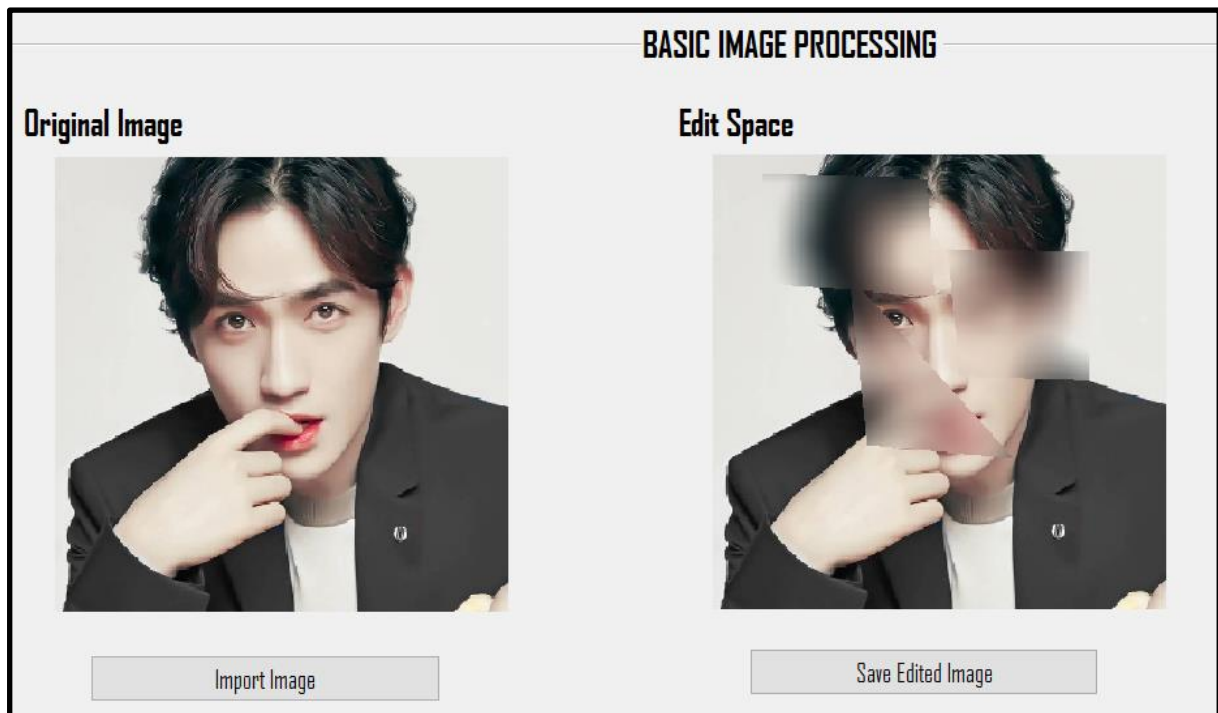 BASIC IMAGE PROCESSING
Original Image
Edit Space
Import Image
Save Edited Image